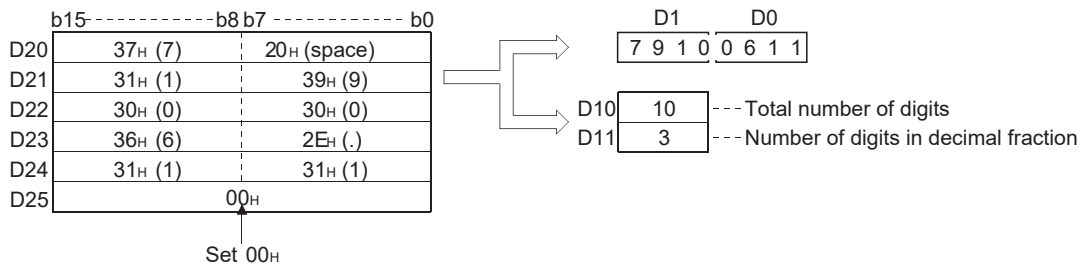 b15 b8 b7 b0
D20 37H (7) 20H (space)
D21 31H (1) 39H (9)
D22 30H (0) 30H (0)
D23 36H (6) 2EH (.)
D24 31H (1) 31H (1)
D25 00H
Set 00H
D1 D0
7 9 1 0 0 6 1 1
D10 10 Total number of digits
D11 3 Number of digits in decimal fraction